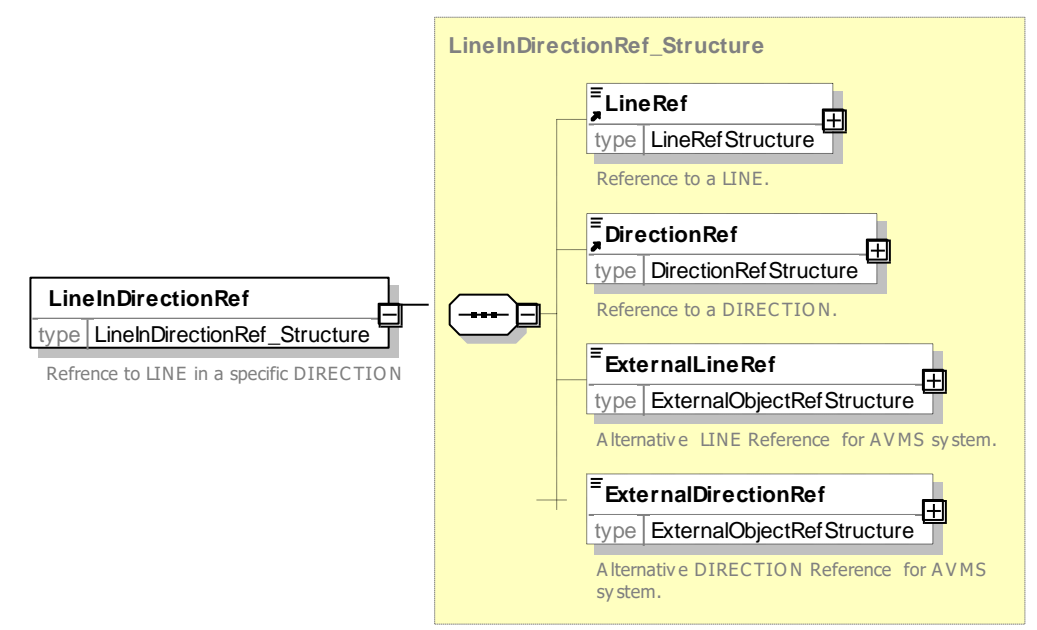 LineInDirectionRef_Structure
LineRef
type LineRefStructure
Reference to a LINE.
DirectionRef
type DirectionRefStructure
Reference to a DIRECTION.
LineInDirectionRef
type LineInDirectionRef_Structure
Refrence to LINE in a specific DIRECTION
ExternalLineRef
type ExternalObjectRefStructure
Alternative LINE Reference for AVMS system.
ExternalDirectionRef
type ExternalObjectRefStructure
Alternative DIRECTION Reference for AVMS
system.